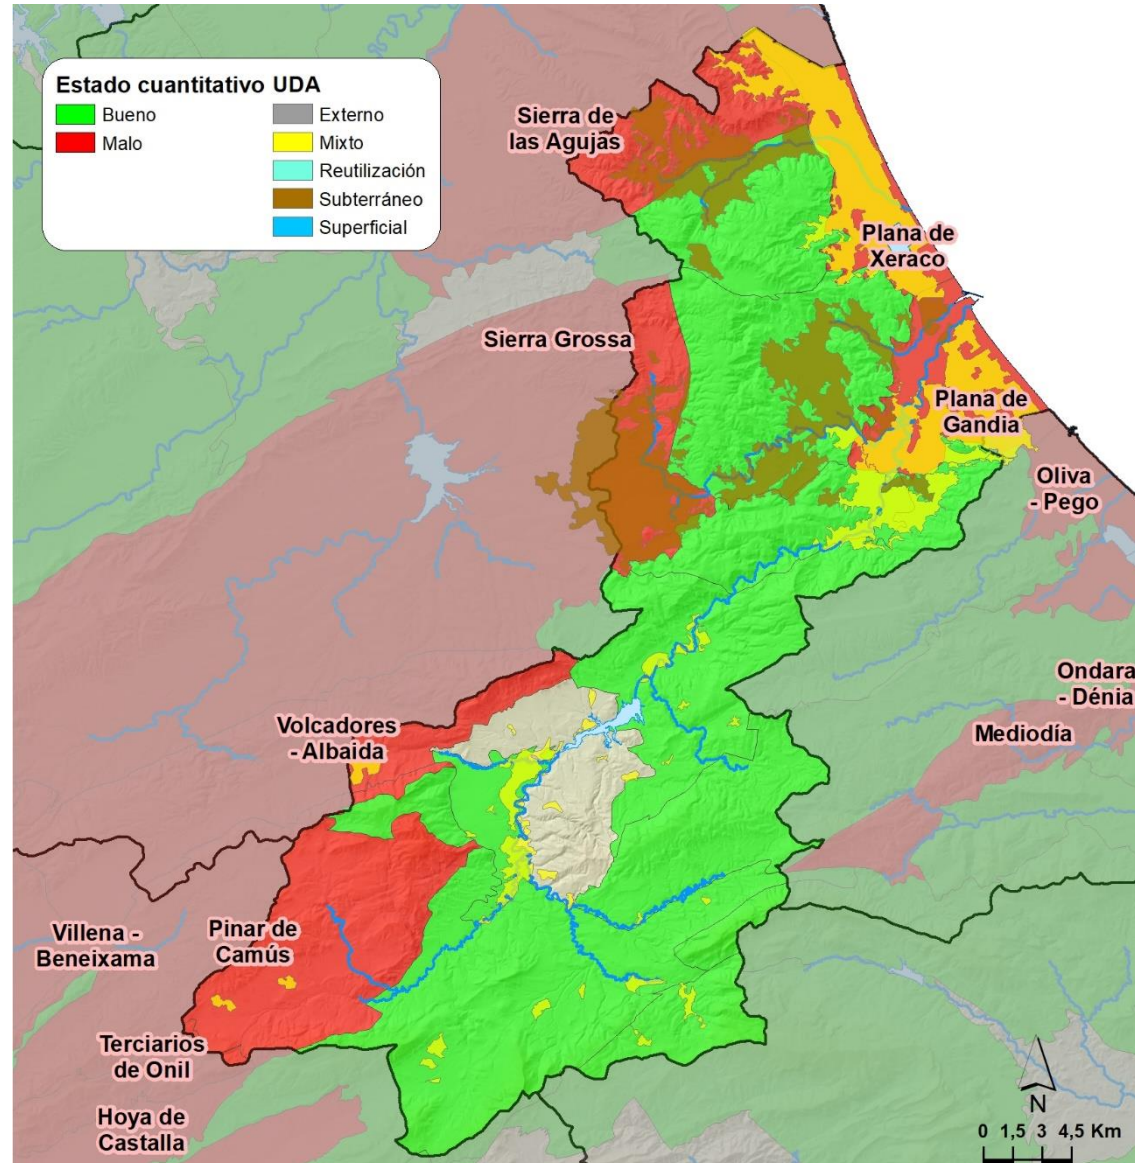 Estado cuantitativo UDA
Bueno
Malo
Externo
Mixto
Reutilización
Subterráneo
Superficial
Sierra de
las Agujas
Plana de
Xeraco
Sierra Grossa
Plana de
Gandia
Oliva
- Pego
Ondara
- Dénia
Volcadores
- Albaida
Mediodía
Villena -
Beneixama
Pinar de
Camús
Terciarios
de Onil
Hoya de
Castalla
N
0 1,5 3 4,5 Km